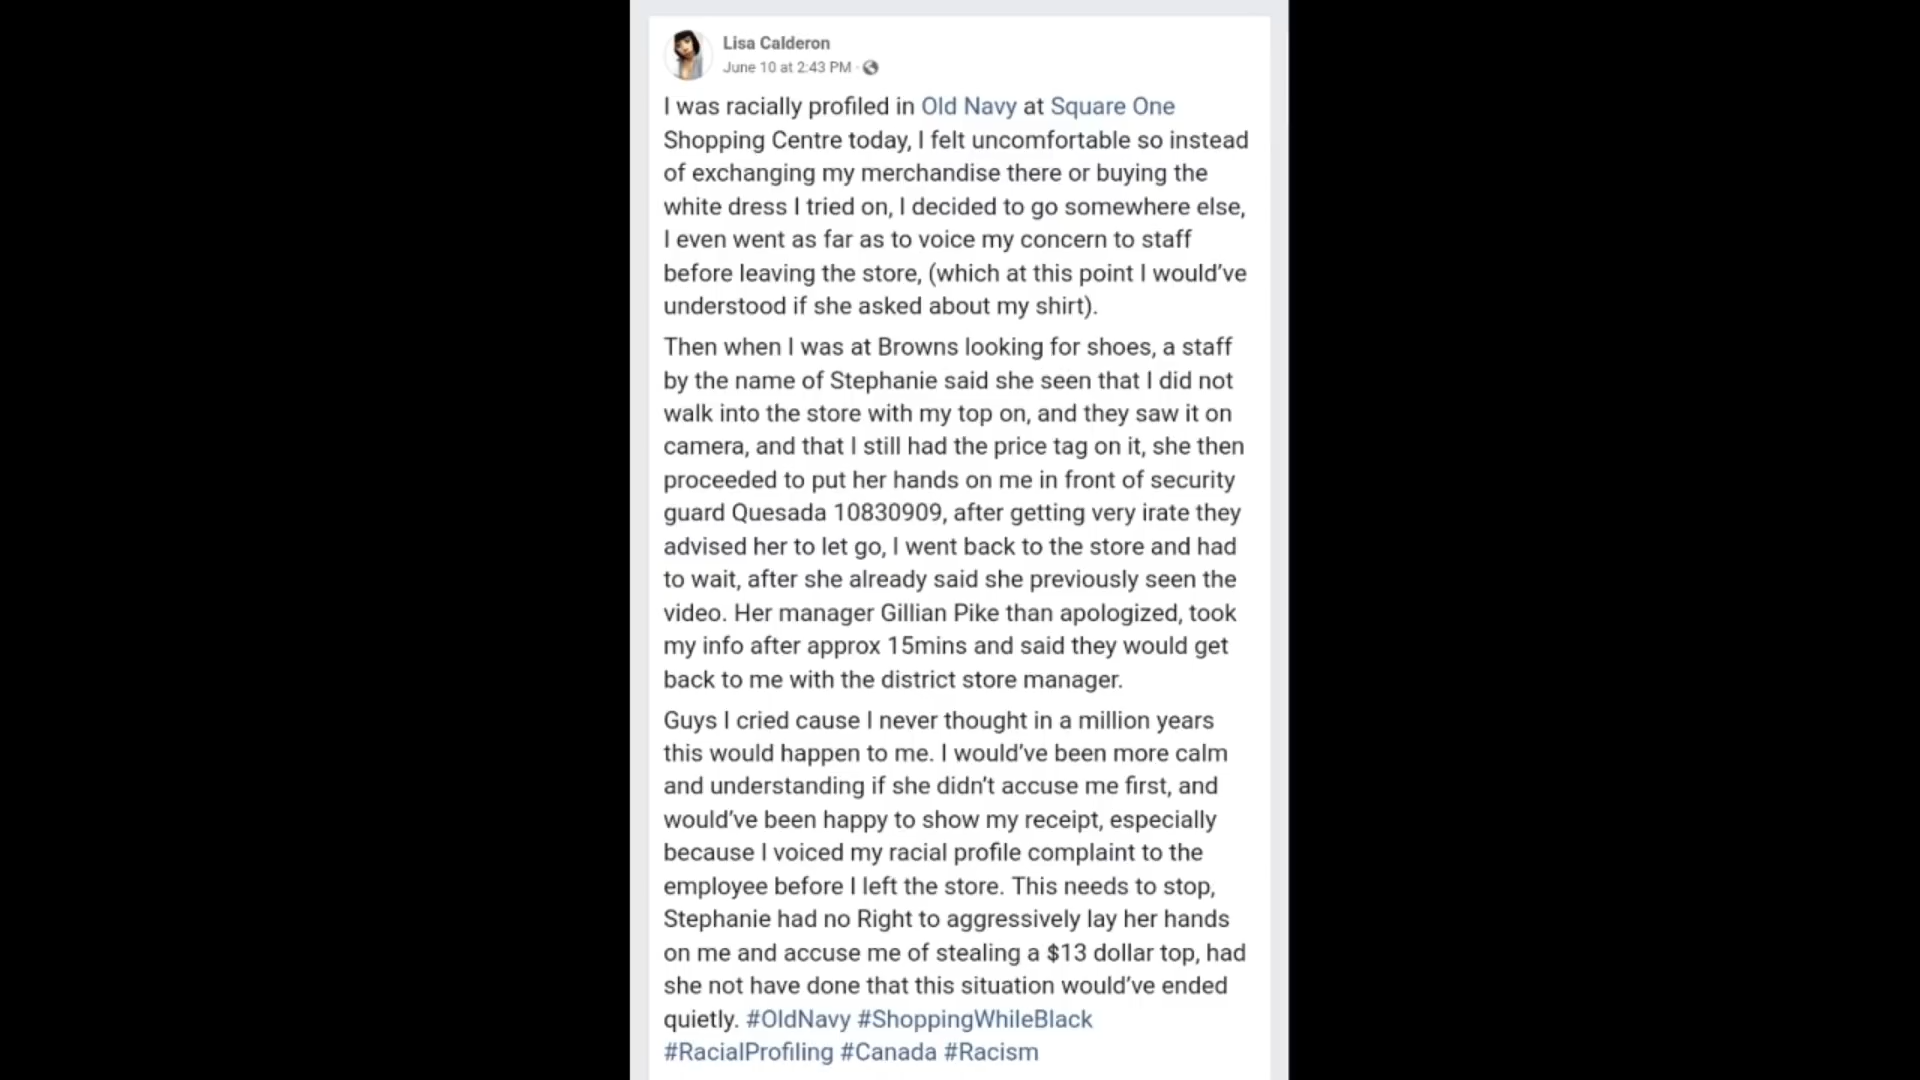 Lisa Calderon
June 10 at 2:43 PM ·
I was racially profiled in Old Navy at Square One
Shopping Centre today, I felt uncomfortable so instead
of exchanging my merchandise there or buying the
white dress I tried on, I decided to go somewhere else,
I even went as far as to voice my concern to staff
before leaving the store, (which at this point I would’ve
understood if she asked about my shirt).
Then when I was at Browns looking for shoes, a staff
by the name of Stephanie said she seen that I did not
walk into the store with my top on, and they saw it on
camera, and that I still had the price tag on it, she then
proceeded to put her hands on me in front of security
guard Quesada 10830909, after getting very irate they
advised her to let go, I went back to the store and had
to wait, after she already said she previously seen the
video. Her manager Gillian Pike than apologized, took
my info after approx 15mins and said they would get
back to me with the district store manager.
Guys I cried cause I never thought in a million years
this would happen to me. I would’ve been more calm
and understanding if she didn’t accuse me first, and
would’ve been happy to show my receipt, especially
because I voiced my racial profile complaint to the
employee before I left the store. This needs to stop,
Stephanie had no Right to aggressively lay her hands
on me and accuse me of stealing a $13 dollar top, had
she not have done that this situation would’ve ended
quietly. #OldNavy #ShoppingWhileBlack
#RacialProfiling #Canada #Racism